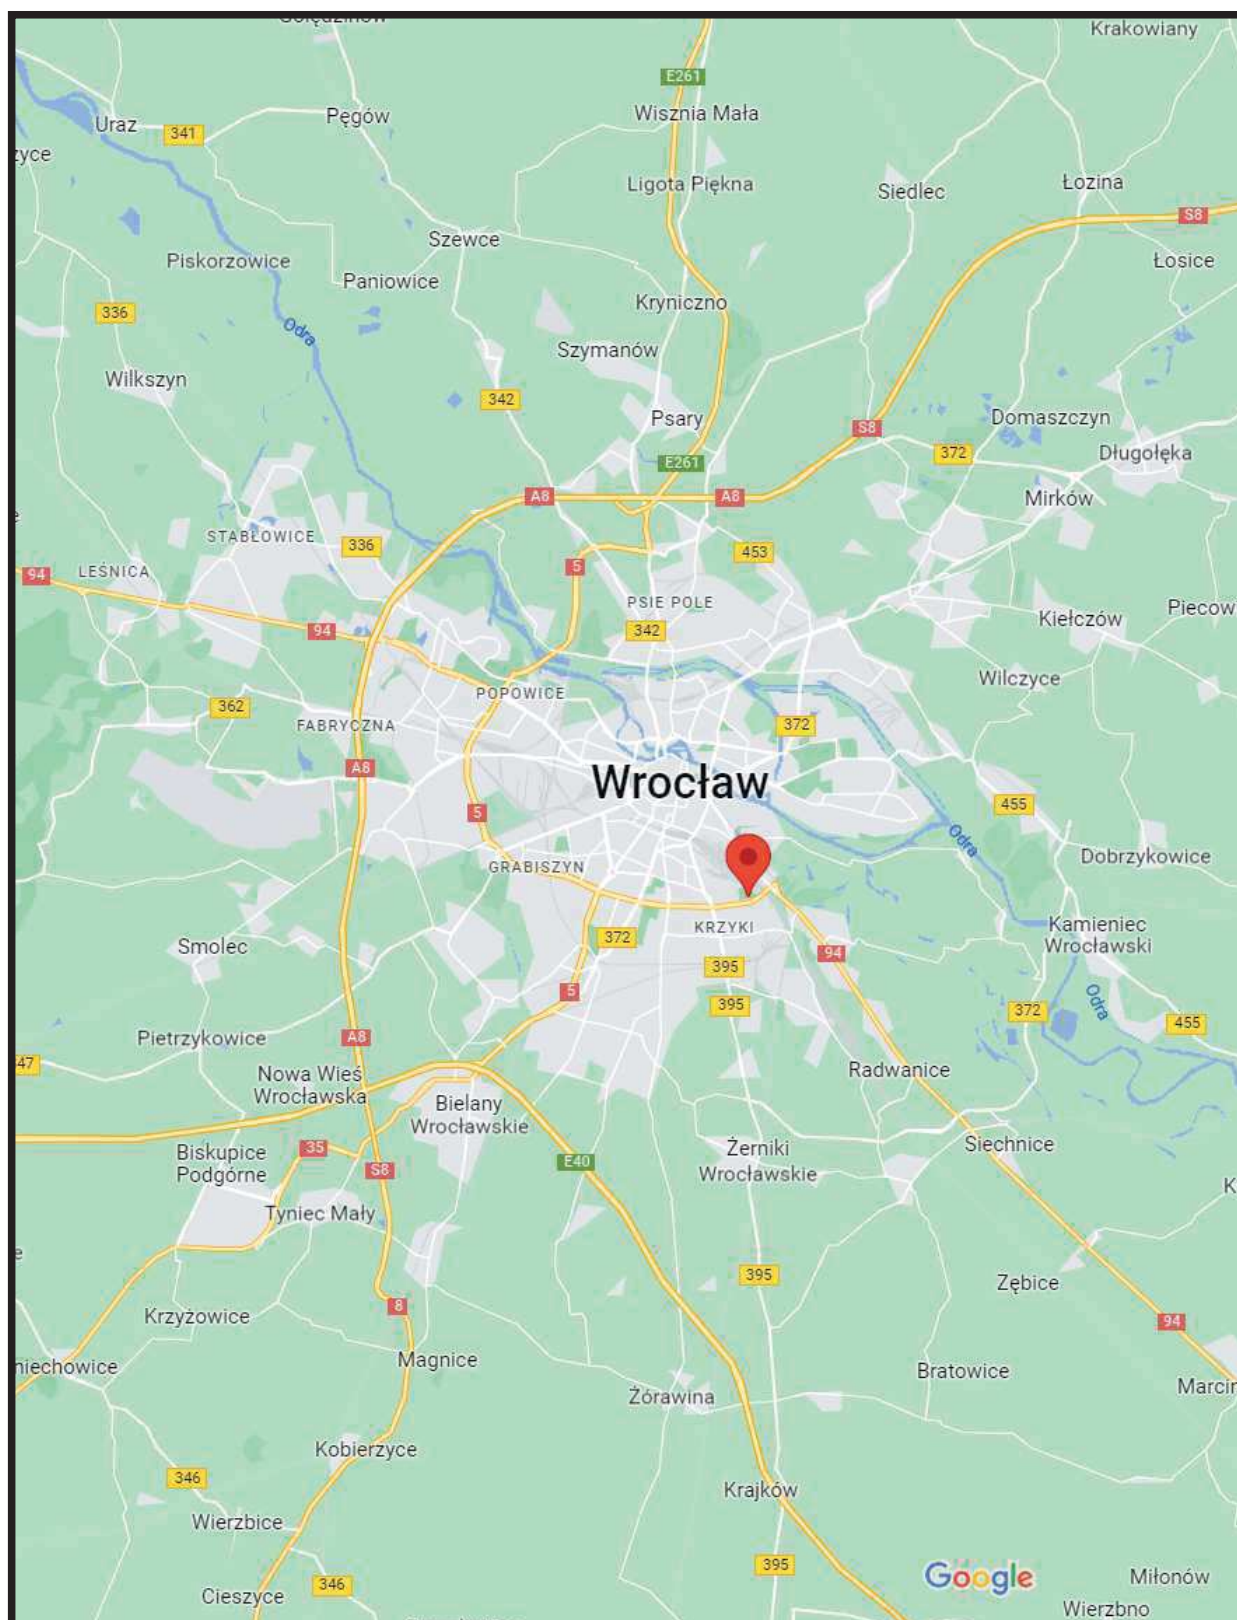 Krakowiany
E261
Wisznia Mała
Pęgów
Uraz
341
zyce
Ligota Piękna
Siedlec
Łozina
S8
Szewce
Piskorzowice
Paniowice
Łosice
Kryniczno
336
Odra
Szymanów
Wilkszyn
342
Psary
Domaszczyn
S8
372
Długołęka
E261
A8
A8
Mirków
STABŁOWICE
336
453
94
LEŚNICA
5
PSIE POLE
Piecow
94
342
Kiełczów
Wilczyce
POPOWICE
362
FABRYCZNA
372
A8
Wrocław
455
5
Odra
GRABISZYN
Dobrzykowice
KRZYKI
Kamieniec
Wrocławski
372
Smolec
94
395
5
395
Odra
372
455
A8
Pietrzykowice
47
Nowa Wieś
Wrocławska
Radwanice
Bielany
Wrocławskie
35
Biskupice
Podgórne
S8
E40
Żerniki
Wrocławskie
Siechnice
K
Tyniec Mały
e
395
Zębice
Krzyżowice
8
94
niechowice
Magnice
Bratowice
Marcin
Żórawina
Kobierzyce
346
Krajków
Wierzbice
395
Google
Miłonów
346
Cieszyce
Wierzbno